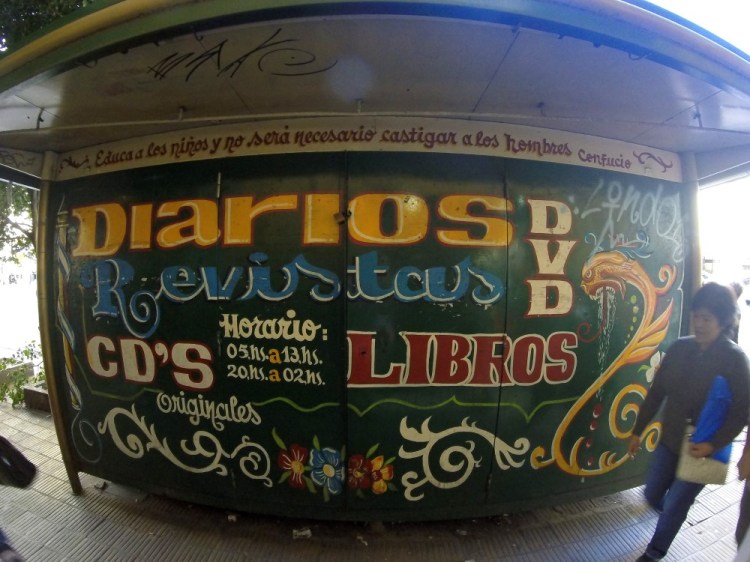 Educa a los niños y no será necesario castigar a los hombres Confucio
Diarios
Revistas
DVD
Horario:
05.hs. a 13.hs.
20.hs. a 02.hs.
CD'S
Originales
LIBROS